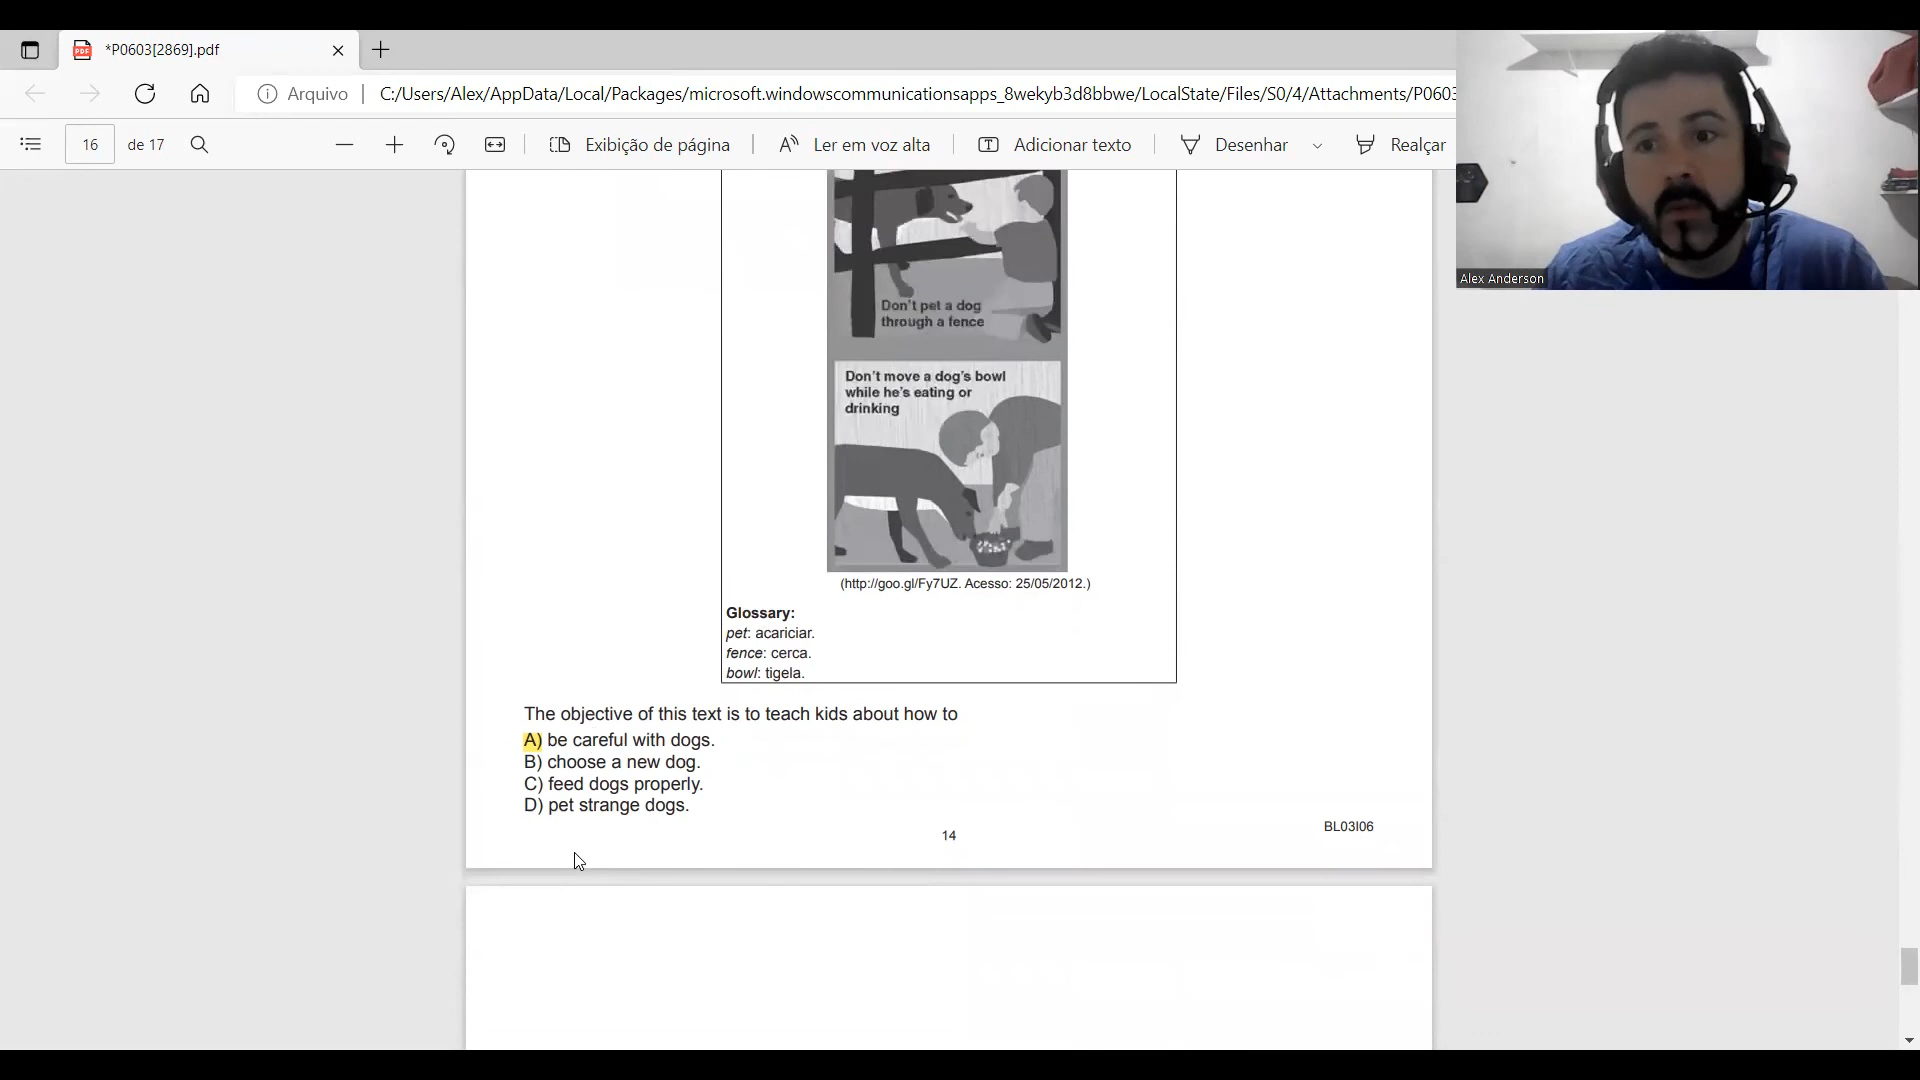 *P0603[2869].pdf
Arquivo
C:/Users/Alex/AppData/Local/Packages/microsoft.windowscommunicationsapps_8wekyb3d8bbwe/LocalState/Files/S0/4/Attachments/P0603
16 de 17
Exibição de página
Ler em voz alta
Adicionar texto
Desenhar
Realçar
Alex Anderson
Don't pet a dog
through a fence
Don't move a dog's bowl
while he's eating or
drinking
(http://goo.gl/Fy7UZ. Acesso: 25/05/2012.)
Glossary:
pet: acariciar.
fence: cerca.
bowl: tigela.
The objective of this text is to teach kids about how to
A) be careful with dogs.
B) choose a new dog.
C) feed dogs properly.
D) pet strange dogs.
14
BL03I06